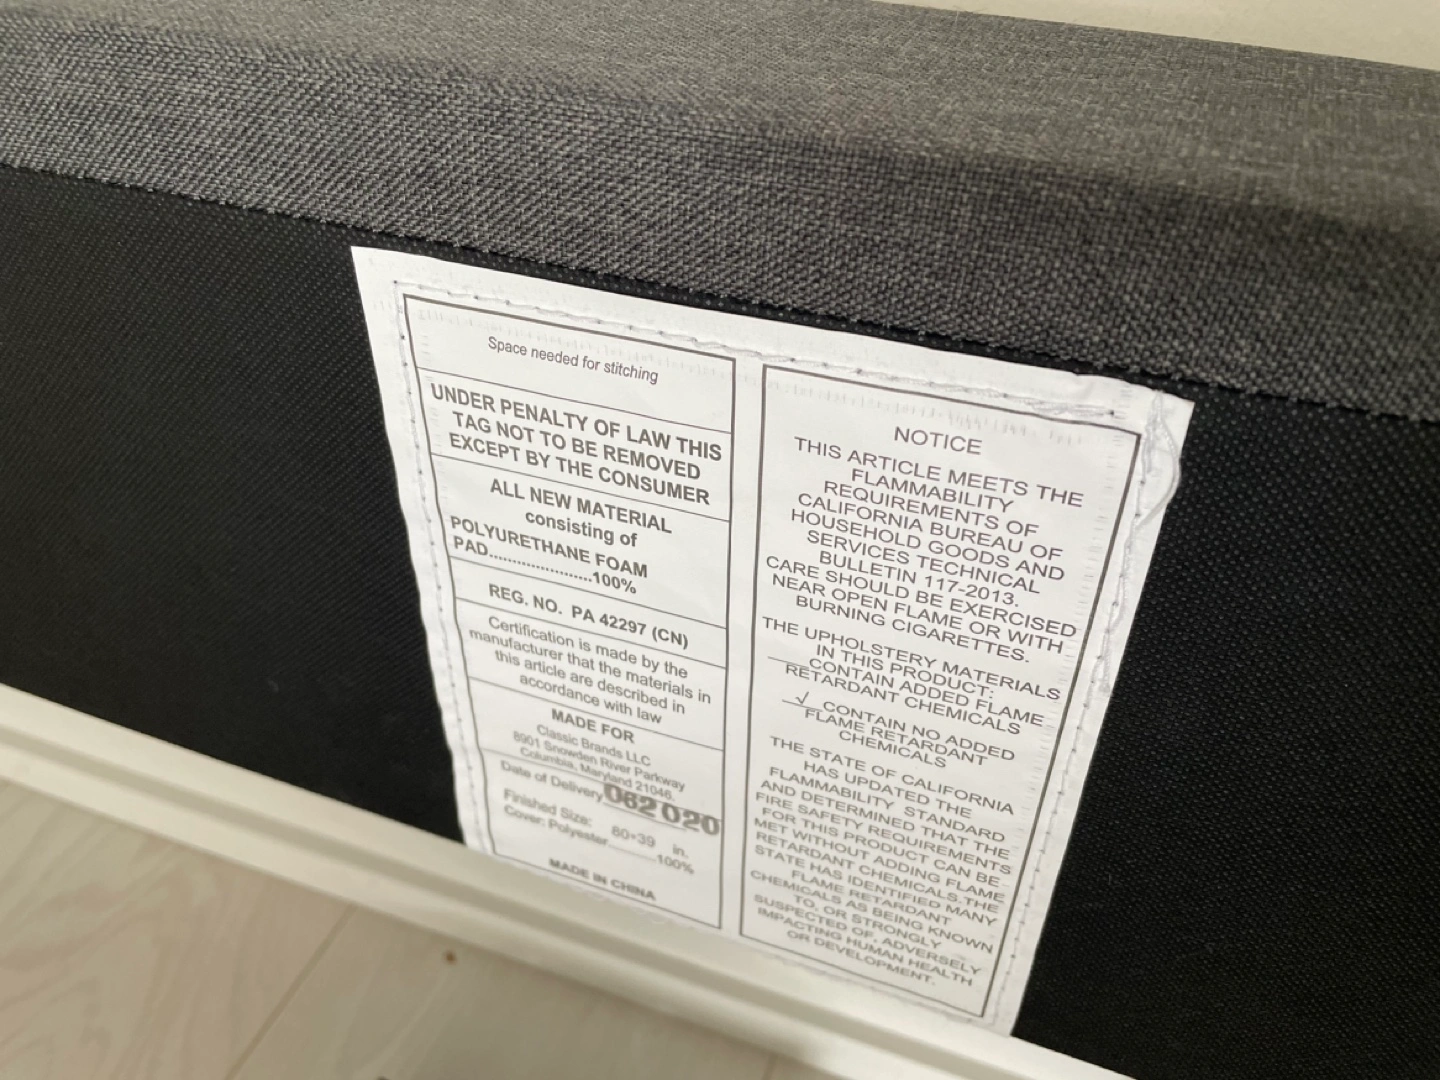 Space needed for stitching
UNDER PENALTY OF LAW THIS
TAG NOT TO BE REMOVED
EXCEPT BY THE CONSUMER
ALL NEW MATERIAL
consisting of
POLYURETHANE FOAM
PAD......................100%
REG. NO. PA 42297 (CN)
Certification is made by the
manufacturer that the materials in
this article are described in
accordance with law
MADE FOR
Classic Brands LLC
8901 Snowden River Parkway
Columbia, Maryland 21046.
Date of Delivery 062020
Finished Size: 80*39 in.
Cover: Polyester...........100%
MADE IN CHINA
NOTICE
THIS ARTICLE MEETS THE
FLAMMABILITY
REQUIREMENTS OF
CALIFORNIA BUREAU OF
HOUSEHOLD GOODS AND
SERVICES TECHNICAL
BULLETIN 117-2013.
CARE SHOULD BE EXERCISED
NEAR OPEN FLAME OR WITH
BURNING CIGARETTES.
THE UPHOLSTERY MATERIALS
IN THIS PRODUCT:
CONTAIN ADDED FLAME
RETARDANT CHEMICALS
√ CONTAIN NO ADDED
FLAME RETARDANT
CHEMICALS
THE STATE OF CALIFORNIA
HAS UPDATED THE
FLAMMABILITY STANDARD
AND DETERMINED THAT THE
FIRE SAFETY REQUIREMENTS
FOR THIS PRODUCT CAN BE
MET WITHOUT ADDING FLAME
RETARDANT CHEMICALS.THE
STATE HAS IDENTIFIED MANY
FLAME RETARDANT
CHEMICALS AS BEING KNOWN
TO, OR STRONGLY
SUSPECTED OF, ADVERSELY
IMPACTING HUMAN HEALTH
OR DEVELOPMENT.